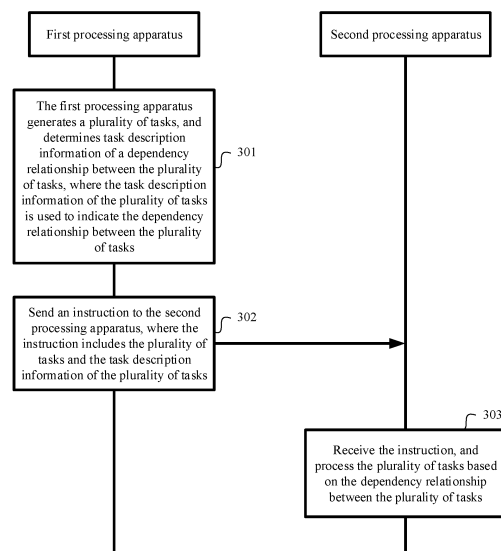 First processing apparatus
Second processing apparatus
The first processing apparatus
generates a plurality of tasks, and
determines task description
information of a dependency
relationship between the plurality
of tasks, where the task description
information of the plurality of tasks
is used to indicate the dependency
relationship between the plurality
of tasks
301
Send an instruction to the second
processing apparatus, where the
instruction includes the plurality of
tasks and the task description
information of the plurality of tasks
302
303
Receive the instruction, and
process the plurality of tasks based
on the dependency relationship
between the plurality of tasks